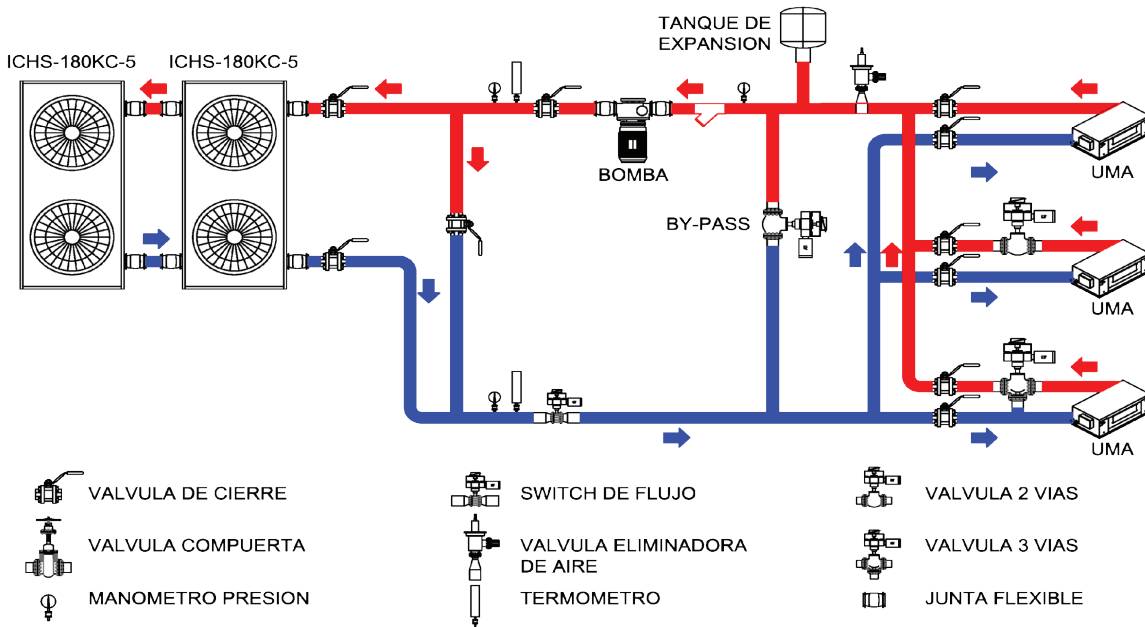 TANQUE DE
EXPANSION
ICHS-180KC-5
ICHS-180KC-5
BOMBA
UMA
BY-PASS
UMA
UMA
VALVULA DE CIERRE
SWITCH DE FLUJO
VALVULA 2 VIAS
VALVULA COMPUERTA
VALVULA ELIMINADORA
DE AIRE
VALVULA 3 VIAS
MANOMETRO PRESION
TERMOMETRO
JUNTA FLEXIBLE